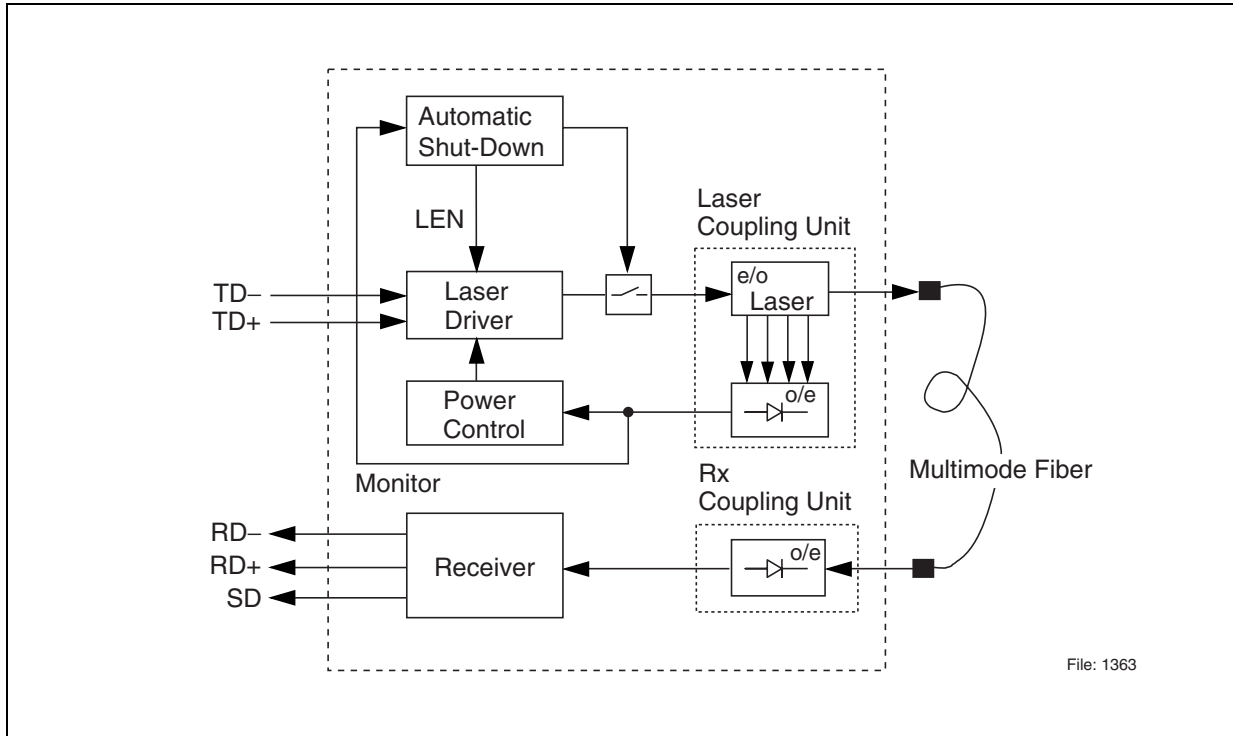 Automatic
Shut-Down
LEN
Laser
Coupling Unit
e/o
Laser
TD–
TD+
Laser
Driver
o/e
Power
Control
Monitor
Multimode Fiber
Rx
Coupling Unit
RD–
RD+
SD
Receiver
o/e
File: 1363